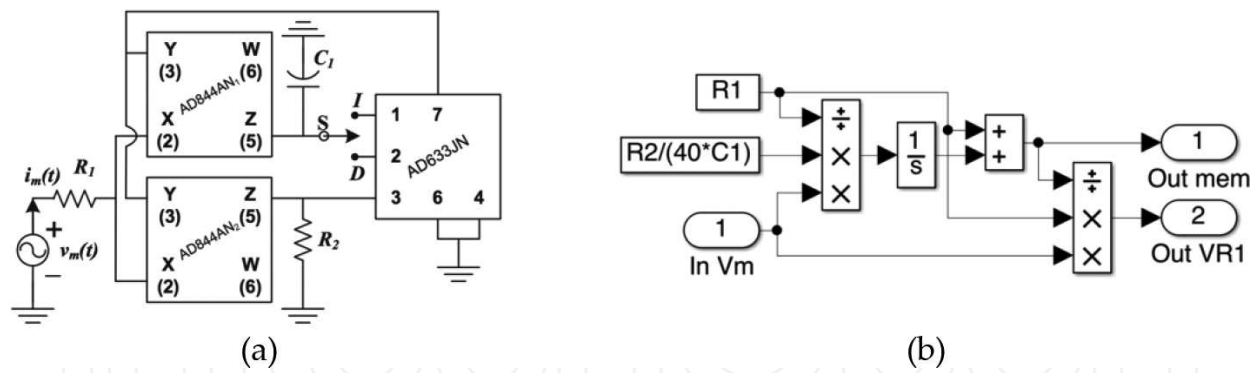 Y
W
(3)
(6)
AD844AN1
X
Z
(2)
(5)
C1
S
I
D
1
7
2
AD633JN
3
6
4
im(t)
R1
+
vm(t)
−
Y
Z
(3)
(5)
AD844AN2
X
W
(2)
(6)
R2
(a)
R1
÷
×
×
R2/(40*C1)
1
s
+
+
1
In Vm
÷
×
×
1
Out mem
2
Out VR1
(b)